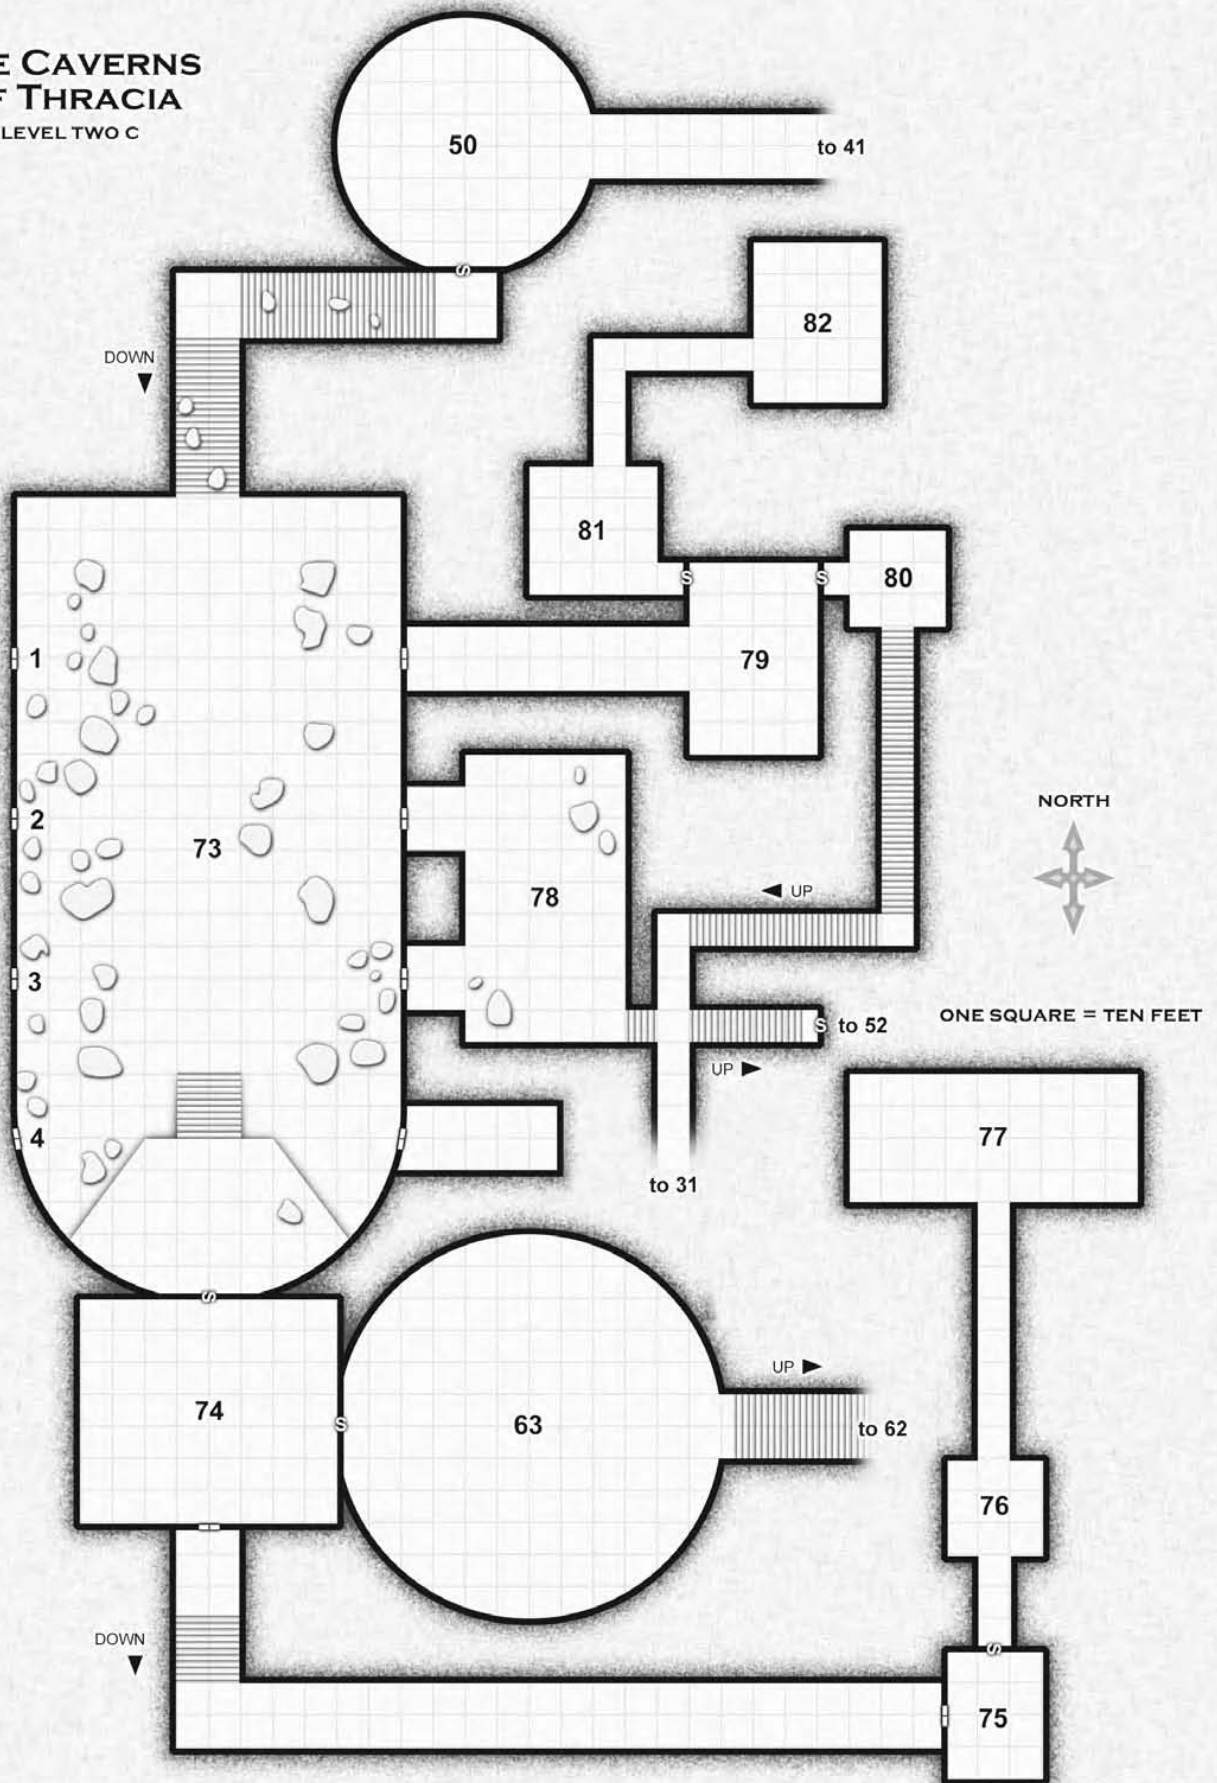 E CAVERNS
F THRACIA
LEVEL TWO C
50
to 41
82
DOWN
81
S
S
S
80
1
79
NORTH
2
73
UP
78
3
ONE SQUARE = TEN FEET
S to 52
UP
77
4
to 31
S
UP
74
S
63
to 62
76
DOWN
S
75